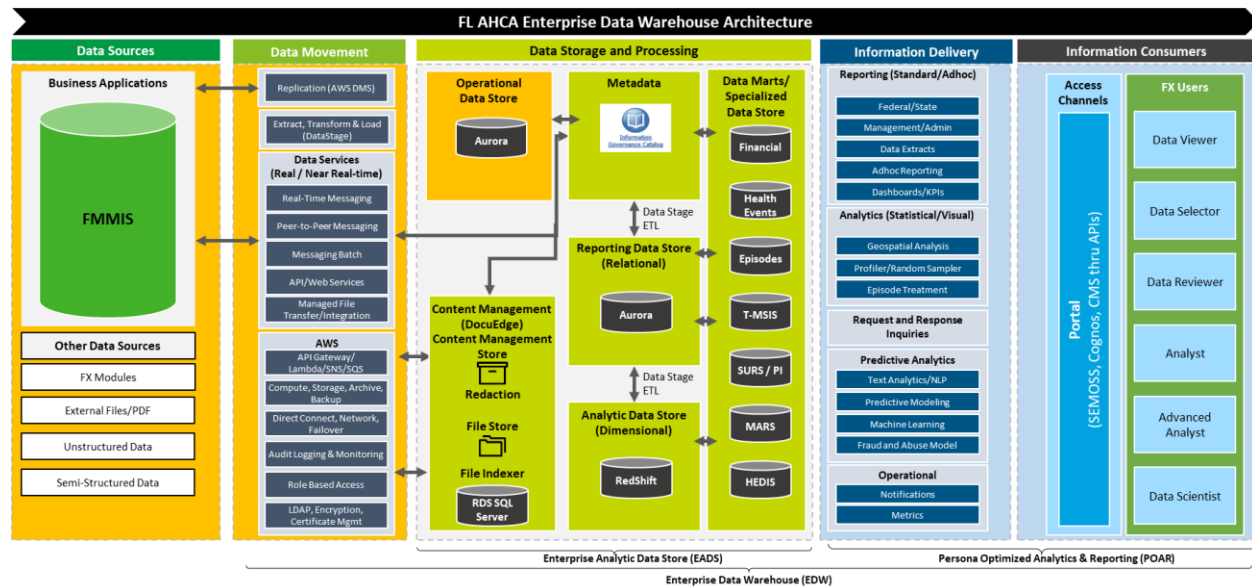 FL AHCA Enterprise Data Warehouse Architecture
Data Sources
Business Applications
FMMIS
Other Data Sources
FX Modules
External Files/PDF
Unstructured Data
Semi-Structured Data
Data Movement
Replication (AWS DMS)
Extract, Transform & Load
(DataStage)
Data Services
(Real / Near Real-time)
Real-Time Messaging
Peer-to-Peer Messaging
Messaging Batch
API/Web Services
Managed File
Transfer/Integration
AWS
API Gateway/
Lambda/SNS/SQS
Compute, Storage, Archive,
Backup
Direct Connect, Network,
Failover
Audit Logging & Monitoring
Role Based Access
LDAP, Encryption,
Certificate Mgmt
Data Storage and Processing
Operational
Data Store
Aurora
Content Management
(DocuEdge)
Content Management
Store
Redaction
File Store
File Indexer
RDS SQL
Server
Metadata
Information
Governance Catalog
Data Stage
ETL
Reporting Data Store
(Relational)
Aurora
Data Stage
ETL
Analytic Data Store
(Dimensional)
RedShift
Data Marts/
Specialized
Data Store
Financial
Health
Events
Episodes
T-MSIS
SURS / PI
MARS
HEDIS
Information Delivery
Reporting (Standard/Adhoc)
Federal/State
Management/Admin
Data Extracts
Adhoc Reporting
Dashboards/KPIs
Analytics (Statistical/Visual)
Geospatial Analysis
Profiler/Random Sampler
Episode Treatment
Request and Response
Inquiries
Predictive Analytics
Text Analytics/NLP
Predictive Modeling
Machine Learning
Fraud and Abuse Model
Operational
Notifications
Metrics
Information Consumers
Access
Channels
Portal
(SEMOSS, Cognos, CMS thru APIs)
FX Users
Data Viewer
Data Selector
Data Reviewer
Analyst
Advanced
Analyst
Data Scientist
Enterprise Analytic Data Store (EADS)
Persona Optimized Analytics & Reporting (POAR)
Enterprise Data Warehouse (EDW)